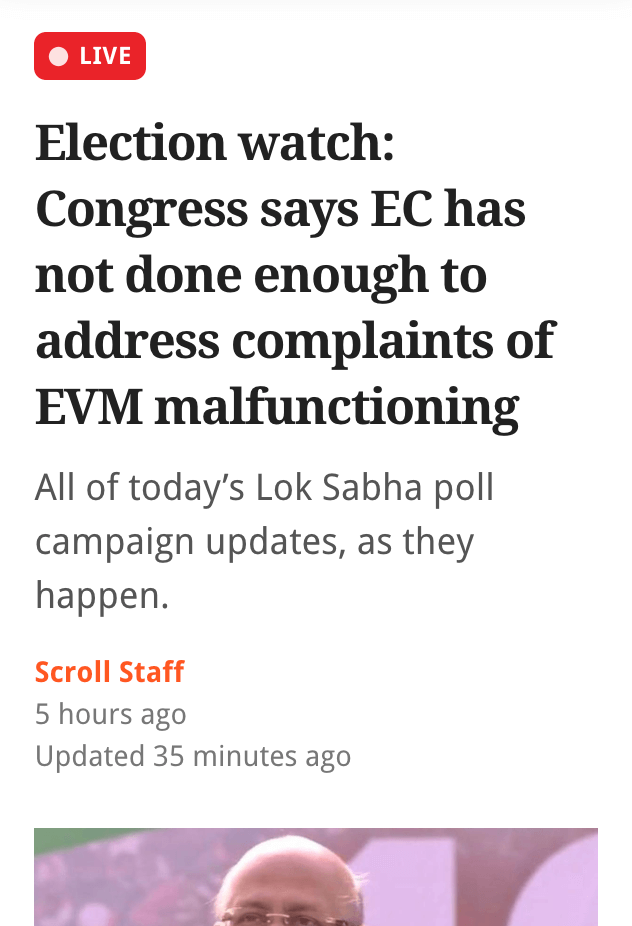 LIVE
Election watch:
Congress says EC has
not done enough to
address complaints of
EVM malfunctioning
All of today’s Lok Sabha poll
campaign updates, as they
happen.
Scroll Staff
5 hours ago
Updated 35 minutes ago